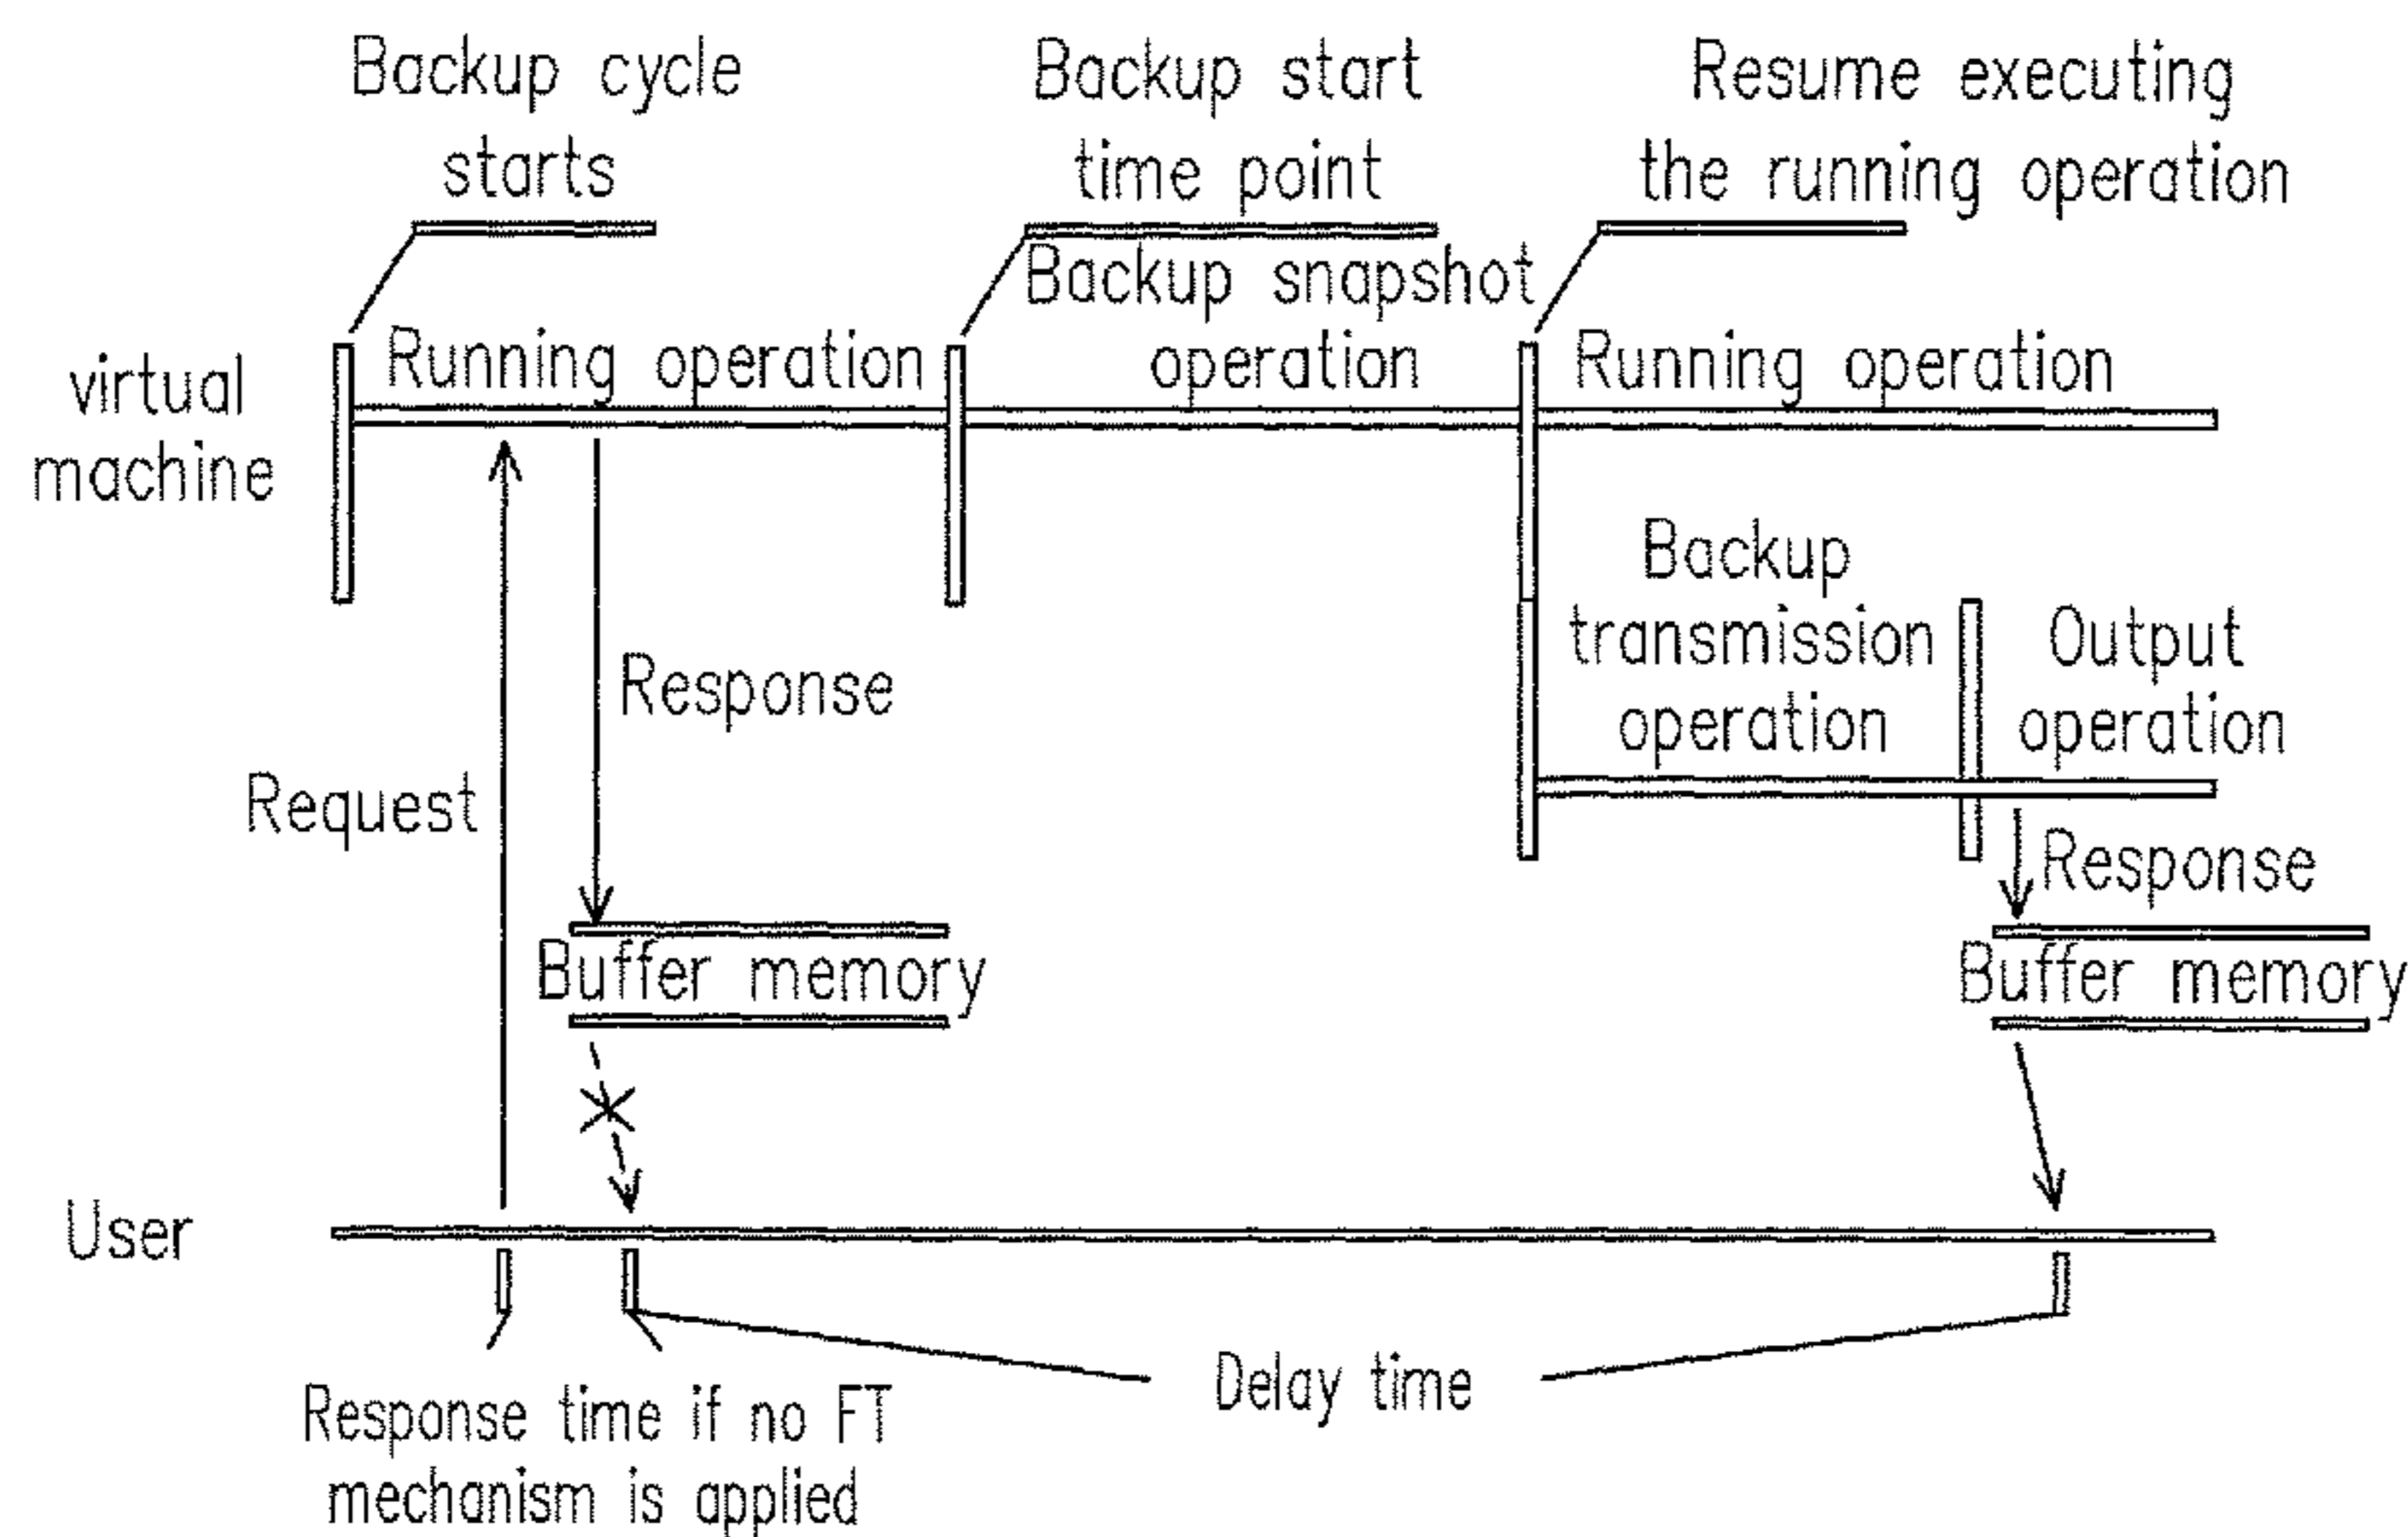 Backup cycle
starts
Backup start
time point
Resume executing
the running operation
Backup snapshot
operation
virtual
machine
Running operation
Running operation
Backup
transmission
operation
Output
operation
Response
Request
Response
Buffer memory
Buffer memory
User
Delay time
Response time if no FT
mechanism is applied